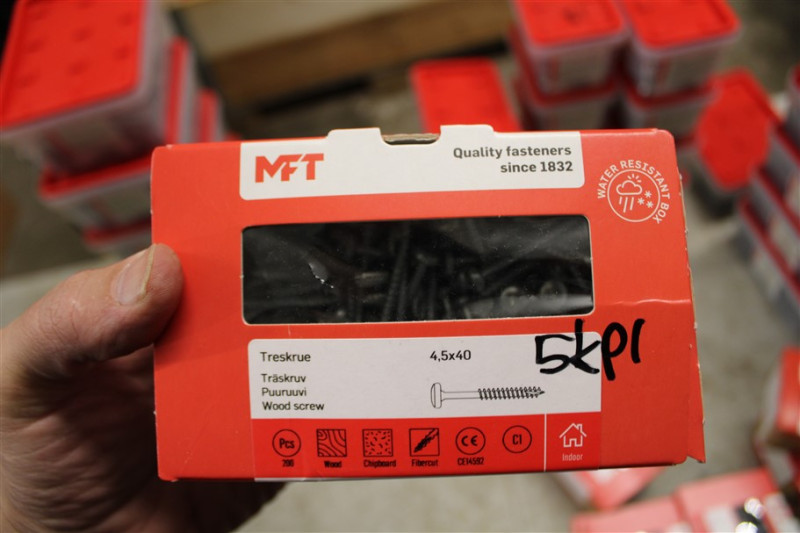 MFT
Quality fasteners
since 1832
WATER RESISTANT BOX
Treskrue 4,5x40
Träskruv
Puuruuvi
Wood screw
5kpl
Pcs
200
Wood
Chipboard
Fibercut
CE
CE14592
C1
Indoor